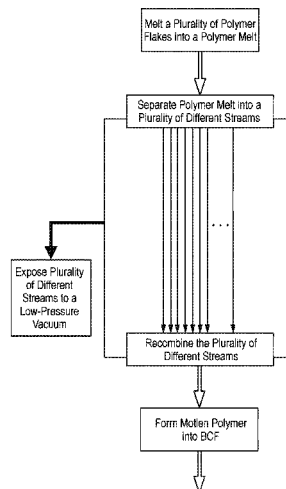 Melt a Plurality of Polymer
Flakes into a Polymer Melt
Separate Polymer Melt into a
Plurality of Different Streams
. . .
Expose Plurality
of Different
Streams to a
Low-Pressure
Vacuum
Recombine the Plurality of
Different Streams
Form Molten Polymer
into BCF